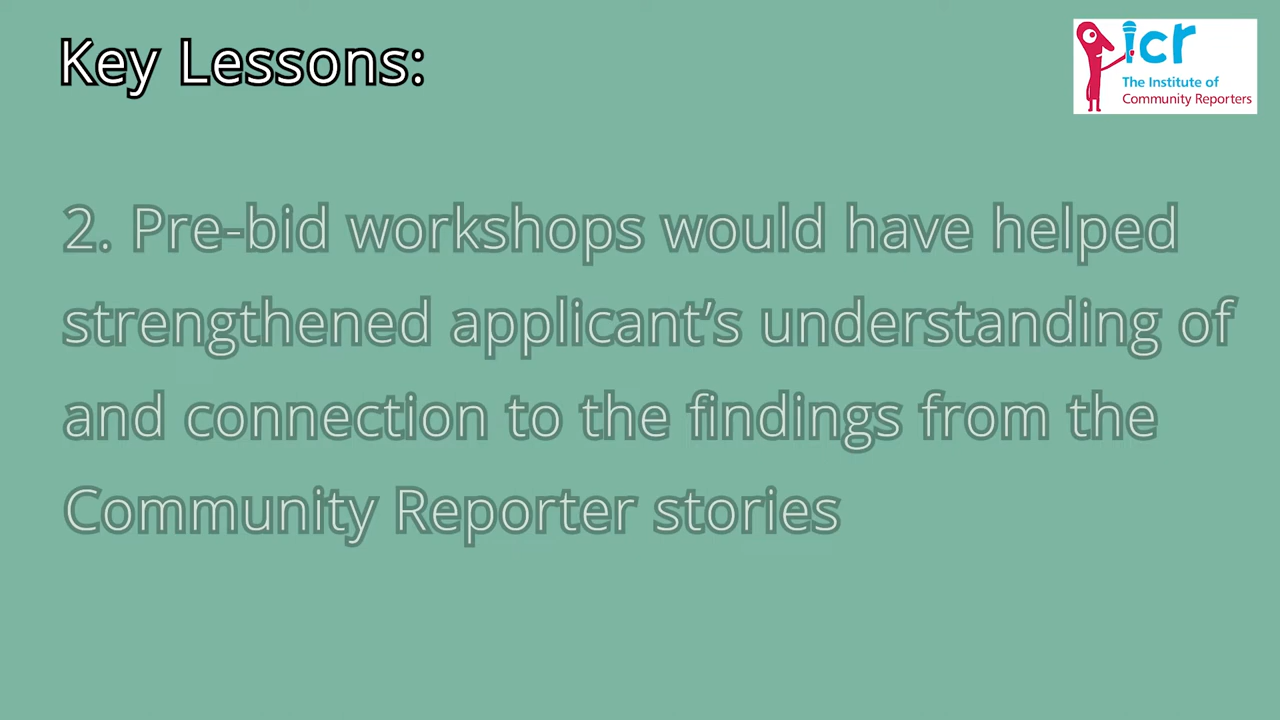 Key Lessons:
icr
The Institute of
Community Reporters
2. Pre-bid workshops would have helped
strengthened applicant’s understanding of
and connection to the findings from the
Community Reporter stories